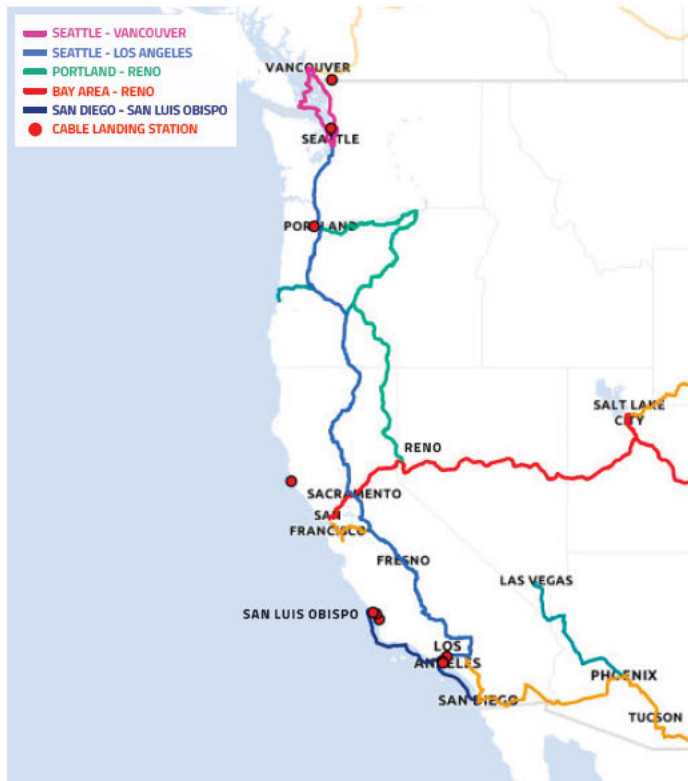 SEATTLE - VANCOUVER
SEATTLE - LOS ANGELES
PORTLAND - RENO
BAY AREA - RENO
SAN DIEGO - SAN LUIS OBISPO
CABLE LANDING STATION
VANCOUVER
SEATTLE
PORTLAND
SALT LAKE
CITY
RENO
SACRAMENTO
SAN
FRANCISCO
FRESNO
LAS VEGAS
SAN LUIS OBISPO
LOS
ANGELES
PHOENIX
SAN DIEGO
TUCSON